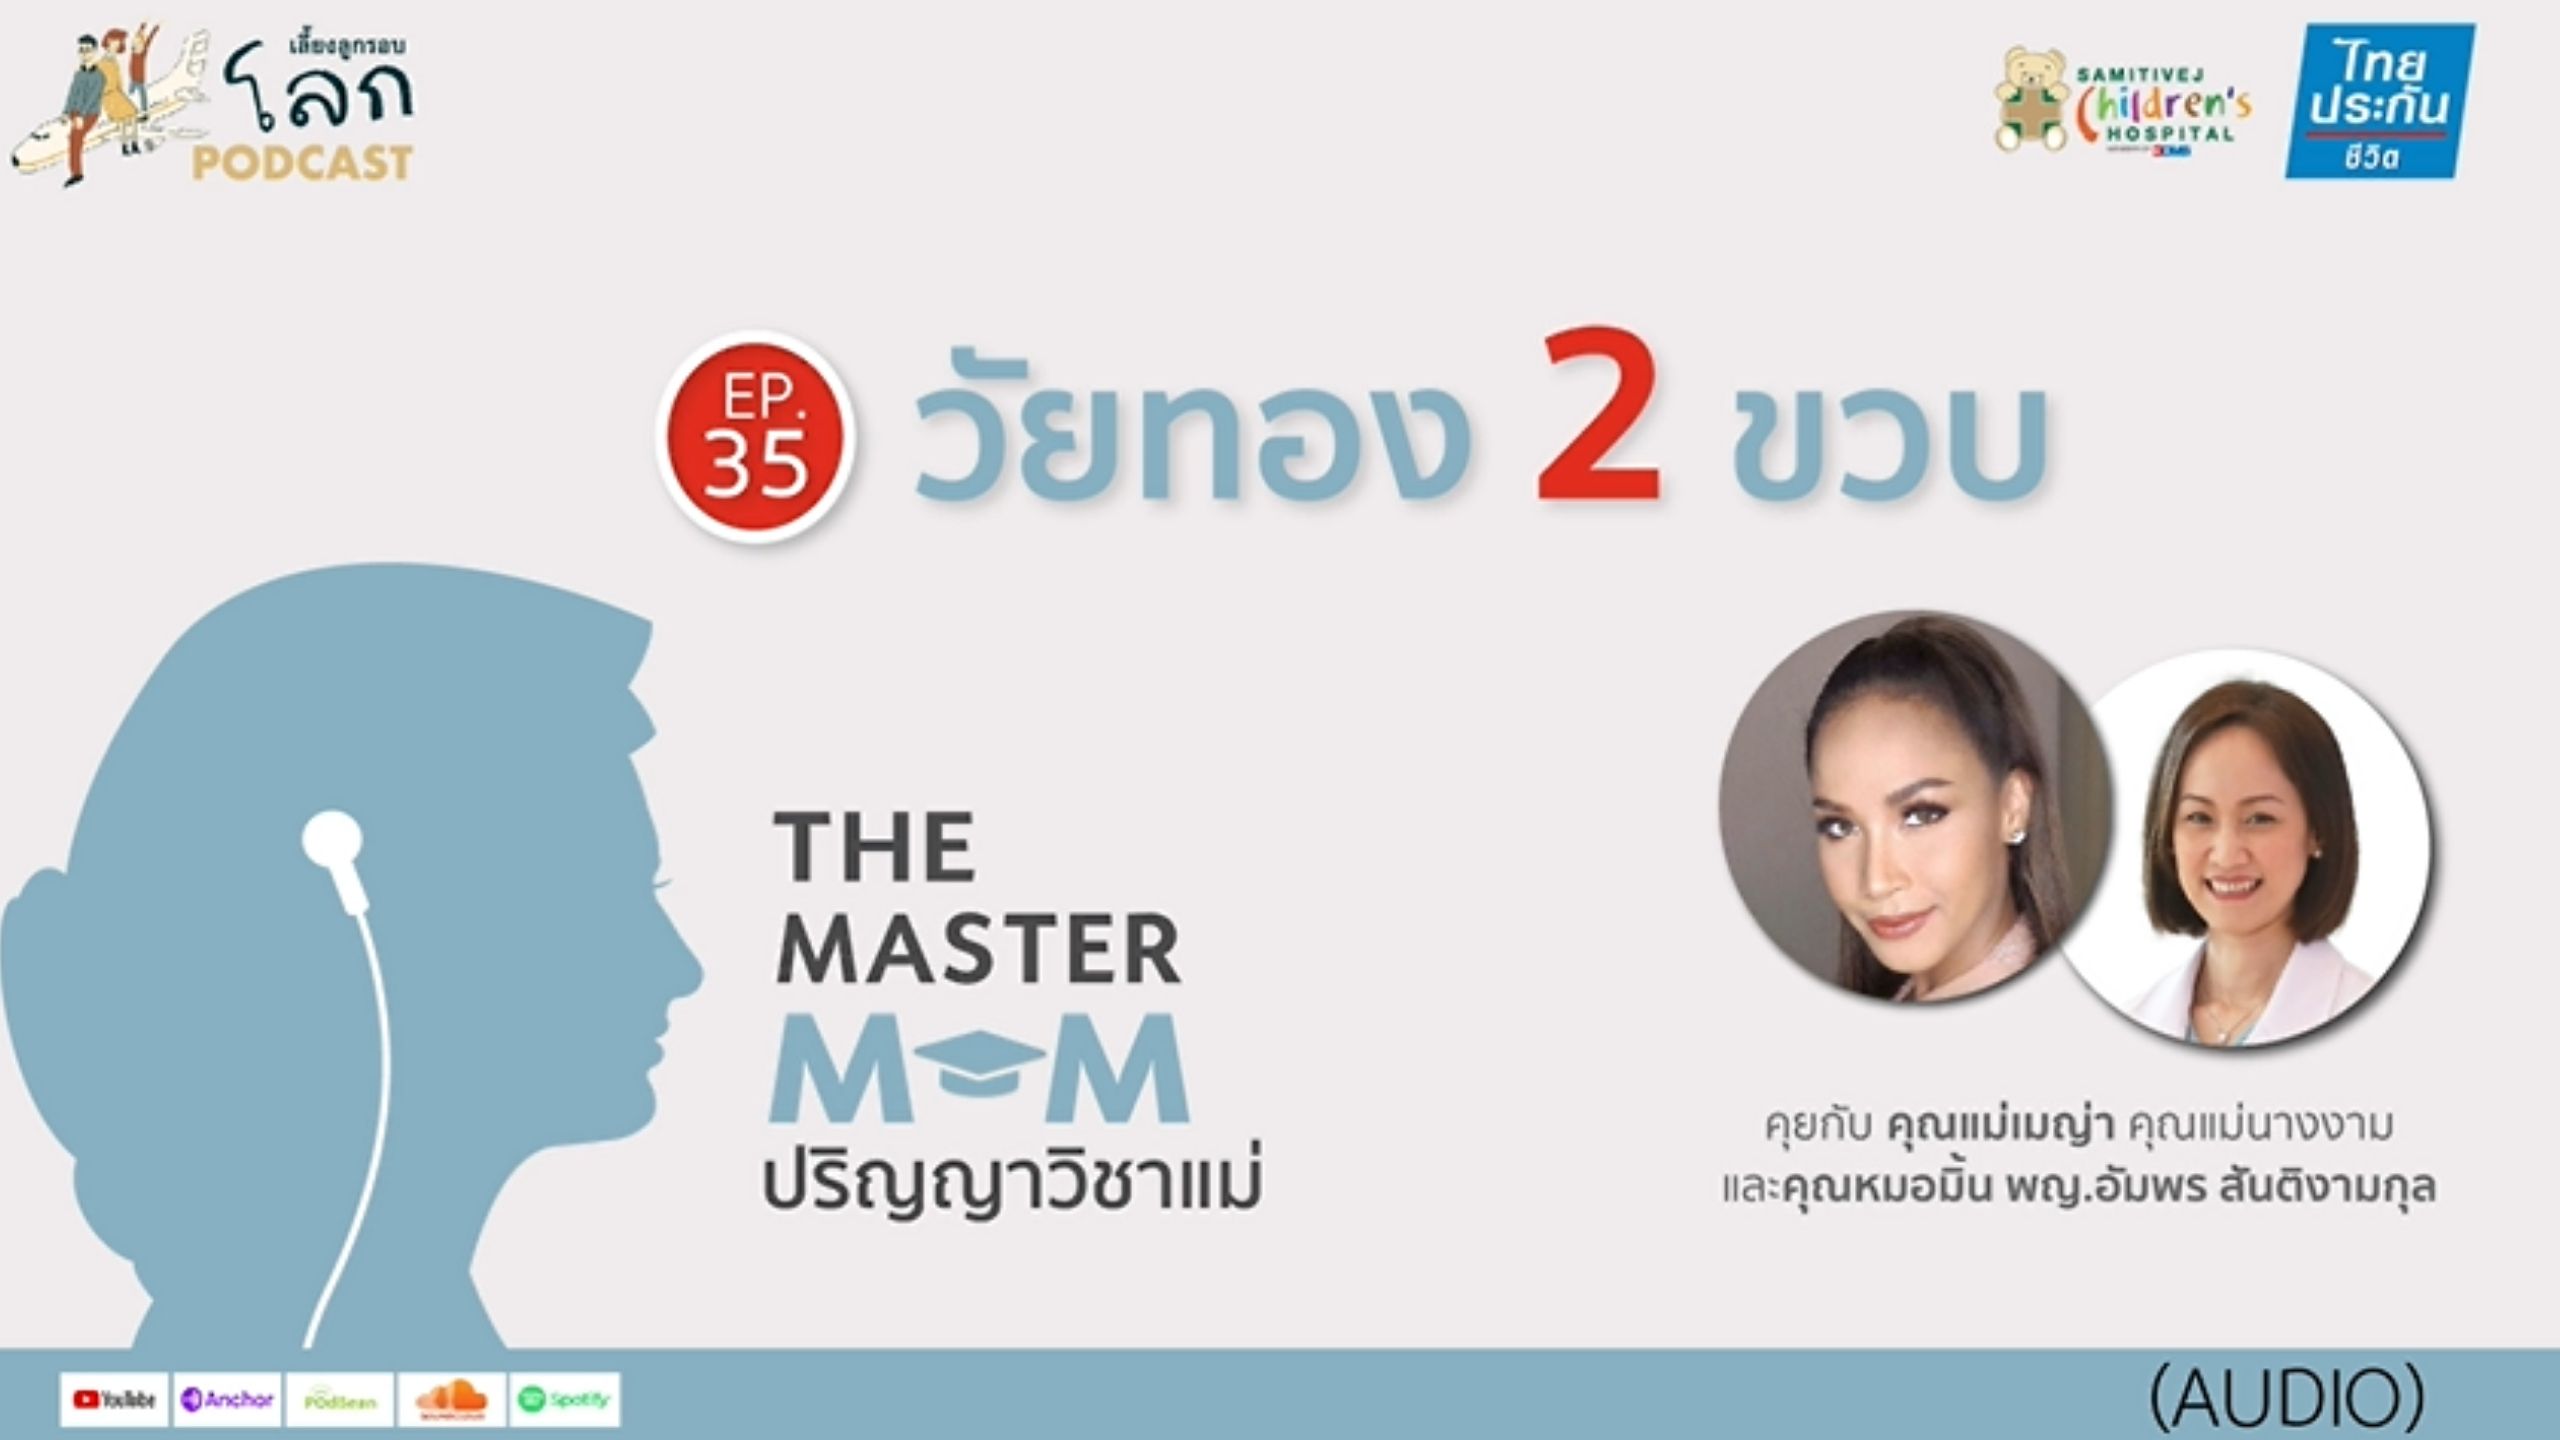 เลี้ยงลูกรอบ
โลก
PODCAST
SAMITIVEJ
Children's
HOSPITAL
ไทย
ประกัน
ชีวิต
EP.
35
วัยทอง 2 ขวบ
THE
MASTER
MOM
ปริญญาวิชาแม่
คุยกับ คุณแม่เมญ่า คุณแม่นางงาม
และคุณหมอมิ้น พญ.อัมพร สันติงามกุล
YouTube
Anchor
PodBean
SOUNDCLOUD
Spotify
(AUDIO)